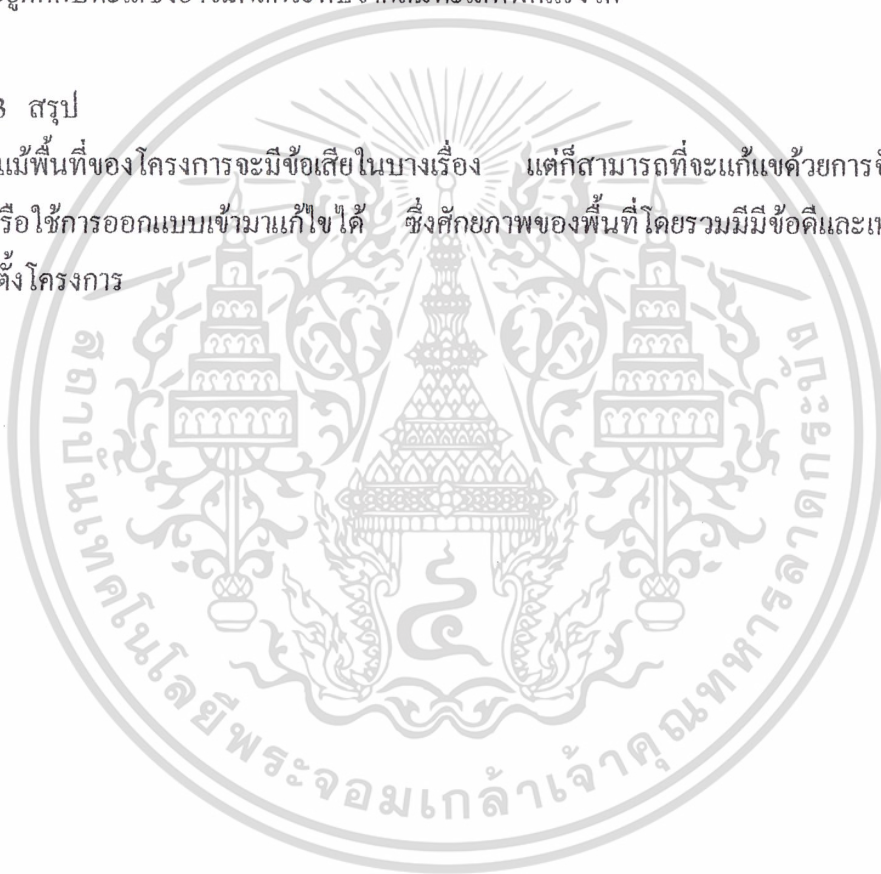 3 สรุป
แม้พื้นที่ของโครงการจะมีข้อเสียในบางเรื่อง แต่ก็สามารถที่จะแก้แขด้วยการจั
รือใช้การออกแบบเข้ามาแก้ไขได้ ซึ่งศักยภาพของพื้นที่โดยรวมมีมีข้อดีและเห
ตั้งโครงการ
สถาบันเทคโนโลยีพระจอมเกล้าเจ้าคุณทหารลาดกระบัง